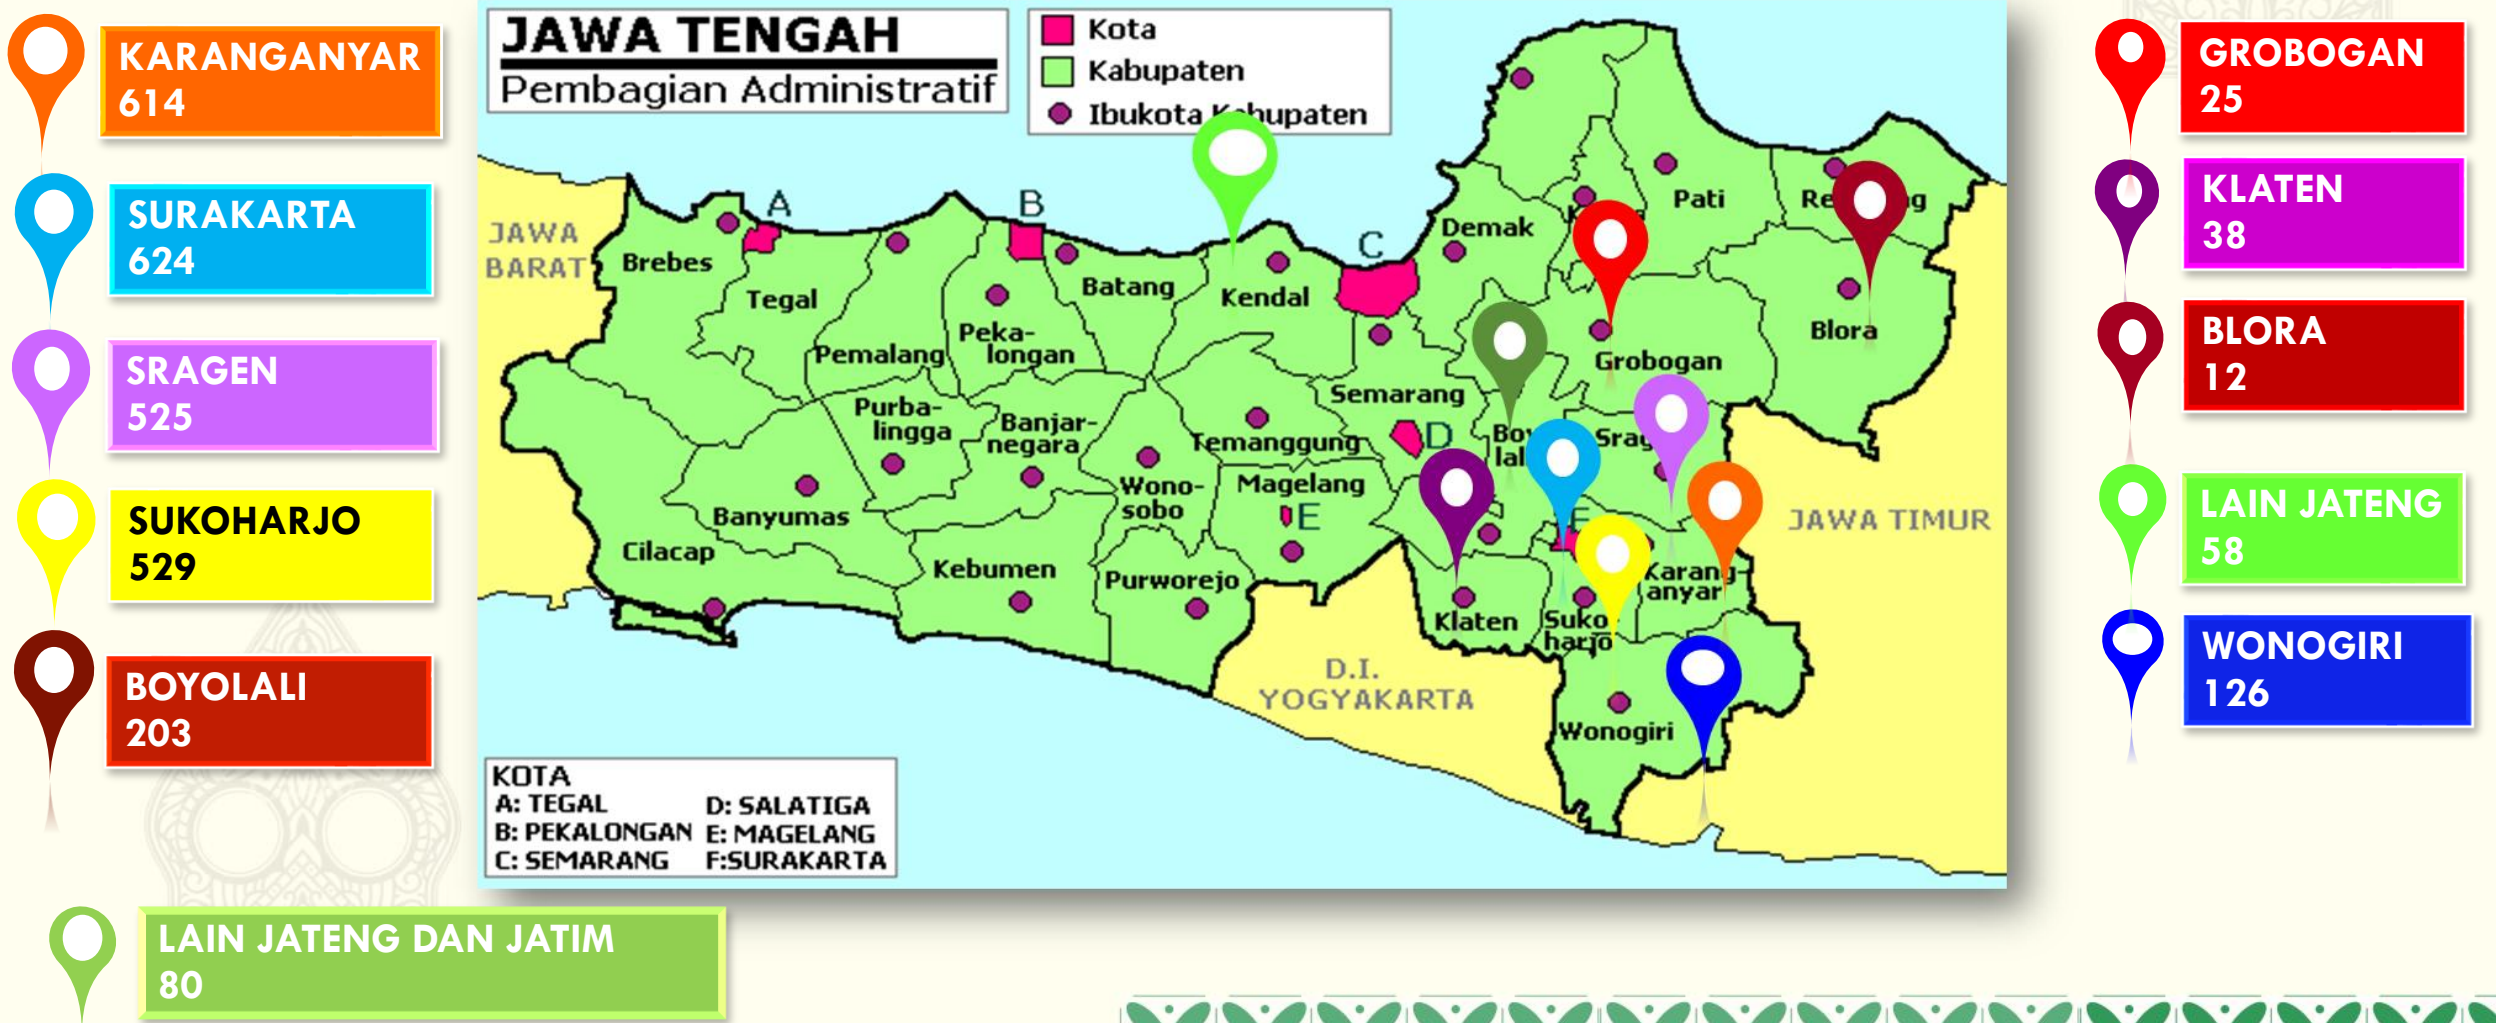 KARANGANYAR
614
SURAKARTA
624
SRAGEN
525
SUKOHARJO
529
BOYOLALI
203
LAIN JATENG DAN JATIM
80
JAWA TENGAH
Pembagian Administratif
Kota
Kabupaten
Ibukota
A
B
C
JAWA
BARAT
Brebes
Tegal
Pemalang
Peka-
longan
Batang
Kendal
Demak
Pati
Blora
Grobogan
Semarang
D
Purba-
lingga
Banjar-
negara
Temanggung
Wono-
sobo
Magelang
E
Banyumas
Cilacap
Kebumen
Purworejo
Klaten
Suko
harjo
Karang-
anyar
Wonogiri
JAWA TIMUR
D.I.
YOGYAKARTA
KOTA
A: TEGAL
B: PEKALONGAN
C: SEMARANG
D: SALATIGA
E: MAGELANG
F:SURAKARTA
GROBOGAN
25
KLATEN
38
BLORA
12
LAIN JATENG
58
WONOGIRI
126